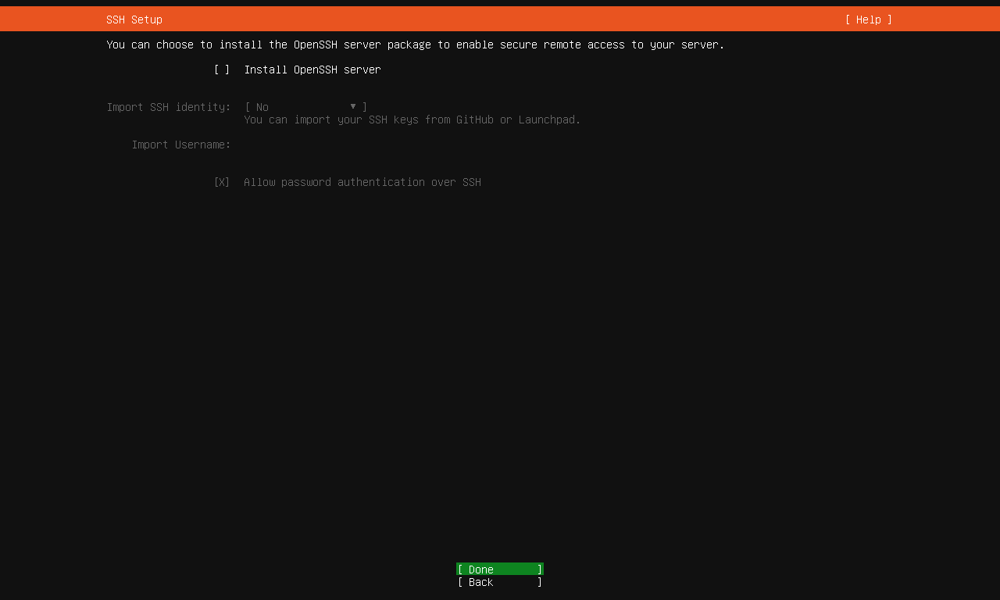 SSH Setup [ Help ]
You can choose to install the OpenSSH server package to enable secure remote access to your server.
[ ] Install OpenSSH server
Import SSH identity: [ No ▾ ]
You can import your SSH keys from GitHub or Launchpad.
Import Username:
[X] Allow password authentication over SSH
[ Done ]
[ Back ]